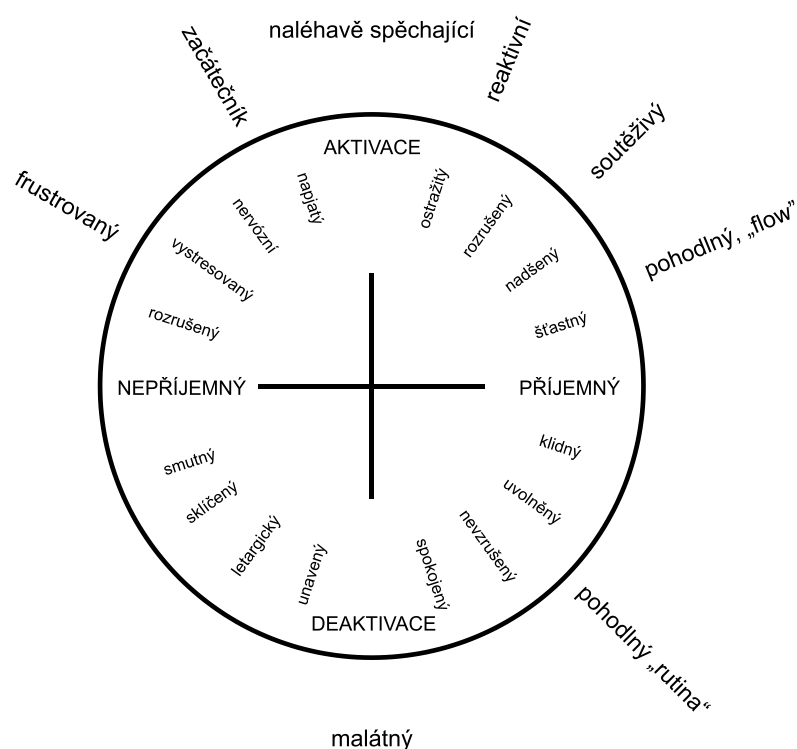 naléhavě spěchající
začátečník
reaktivní
soutěživý
frustrovaný
pohodlný, „flow”
AKTIVACE
napjatý
ostražitý
nervózní
rozrušený
vystresovaný
nadšený
rozrušený
šťastný
NEPŘÍJEMNÝ
PŘÍJEMNÝ
smutný
klidný
sklíčený
uvolněný
letargický
nevzrušený
unavený
spokojený
DEAKTIVACE
pohodlný „rutina“
malátný